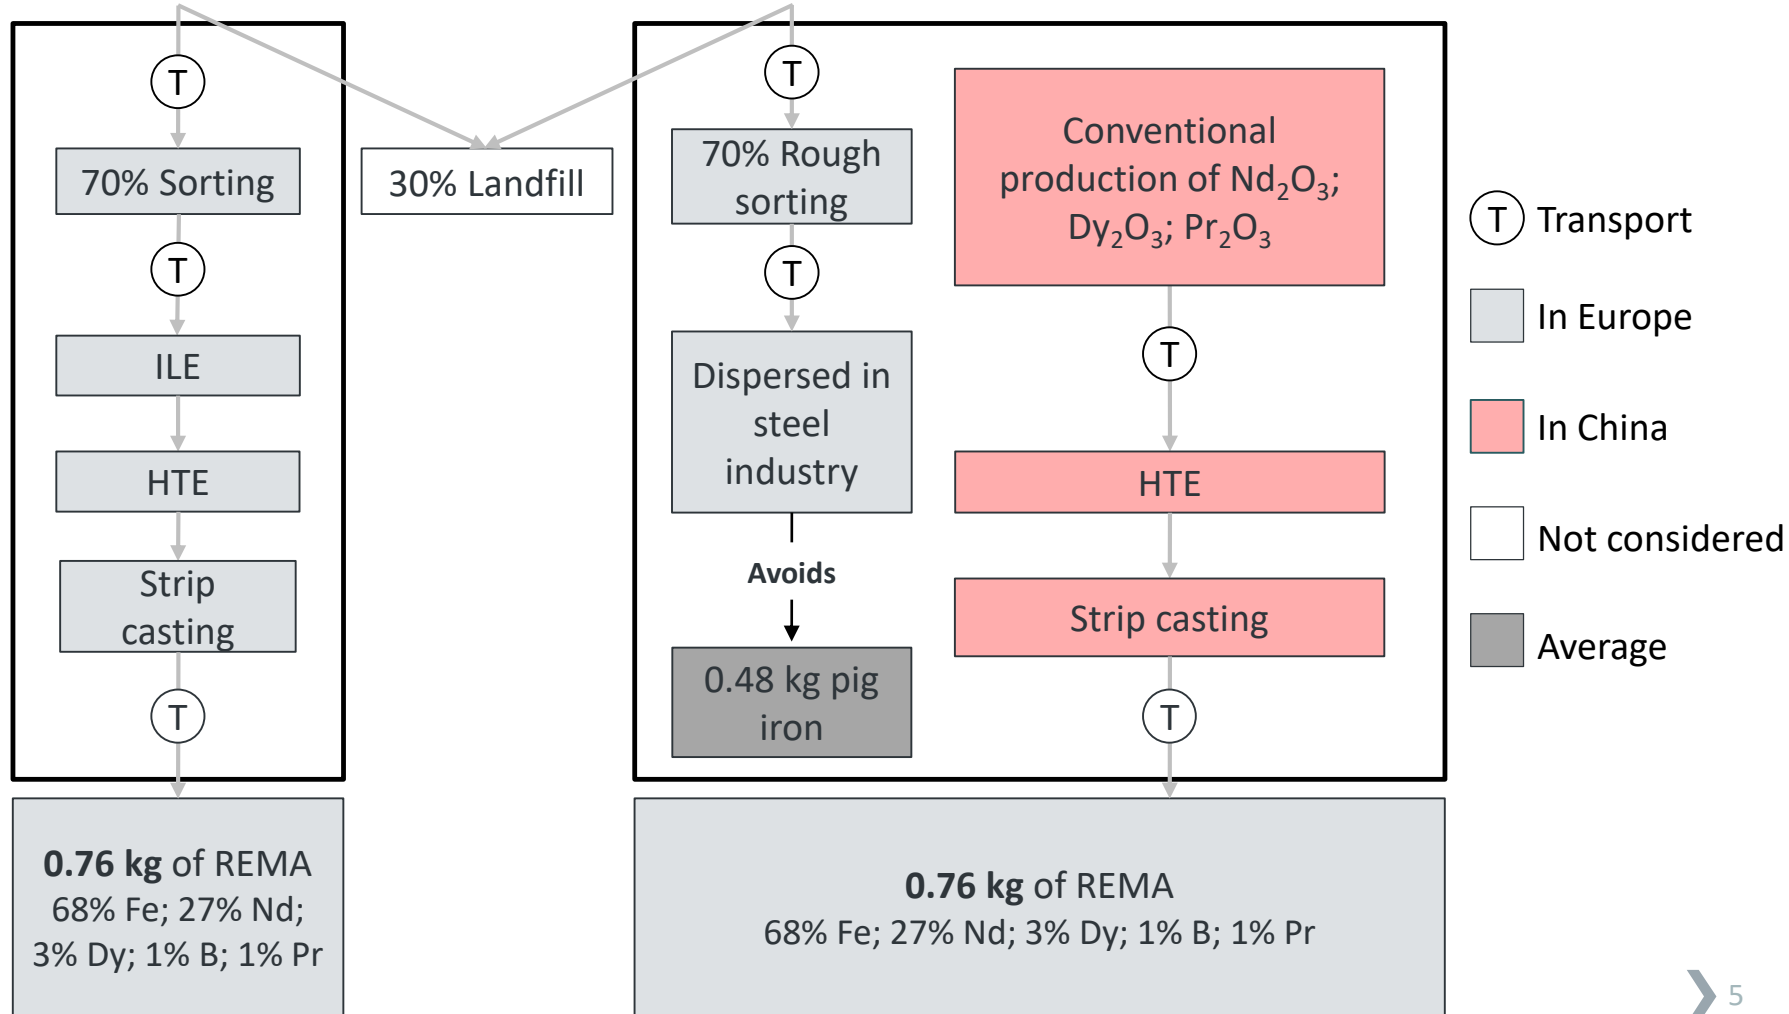 T
70% Sorting
T
ILE
HTE
Strip
casting
T
0.76 kg of REMA
68% Fe; 27% Nd;
3% Dy; 1% B; 1% Pr
30% Landfill
T
70% Rough
sorting
T
Dispersed in
steel
industry
Avoids
0.48 kg pig
iron
Conventional
production of Nd₂O₃;
Dy₂O₃; Pr₂O₃
T
HTE
Strip casting
T
0.76 kg of REMA
68% Fe; 27% Nd; 3% Dy; 1% B; 1% Pr
T Transport
In Europe
In China
Not considered
Average
5